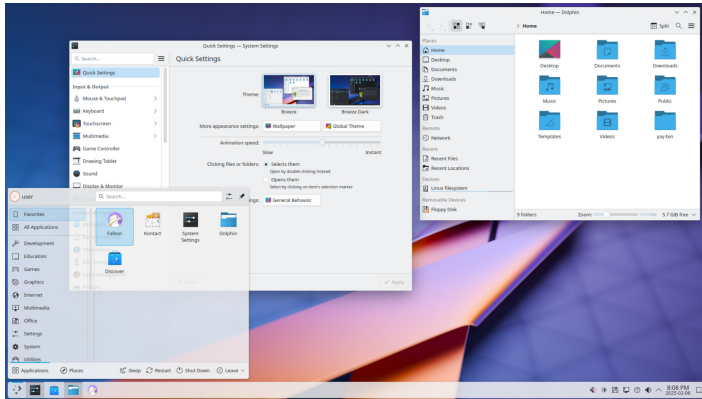 Home — Dolphin
Home
Split
Places
Home
Desktop
Documents
Downloads
Music
Pictures
Videos
Trash
Remote
Network
Recent
Recent Files
Recent Locations
Devices
Linux filesystem
Removable Devices
Floppy Disk
Desktop
Documents
Downloads
Music
Pictures
Public
Templates
Videos
yay-bin
9 folders
Zoom:
5.7 GiB free
Quick Settings — System Settings
Search...
Quick Settings
Quick Settings
Input & Output
Mouse & Touchpad
Keyboard
Touchscreen
Multimedia
Game Controller
Drawing Tablet
Sound
Display & Monitor
Theme:
Breeze
Breeze Dark
More appearance settings:
Wallpaper
Global Theme
Animation speed:
Slow
Instant
Clicking files or folders:
Selects them
Open by double-clicking instead
Opens them
Select by clicking on item's selection marker
General Behavior
Apply
user
Search...
Favorites
All Applications
Development
Education
Games
Graphics
Internet
Multimedia
Office
Settings
System
Utilities
Falkon
Kontact
System
Settings
Dolphin
Discover
Applications
Places
Sleep
Restart
Shut Down
Leave
8:08 PM
2025-02-08